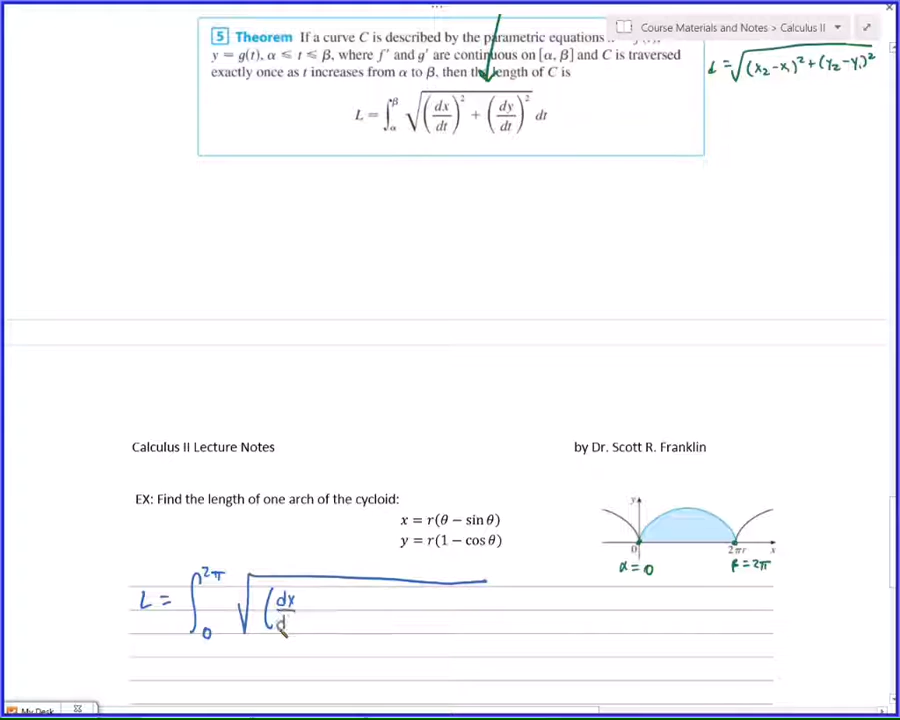 Course Materials and Notes > Calculus II
5 Theorem If a curve C is described by the parametric equations
y = g(t), α ⩽ t ⩽ β, where f′ and g′ are continuous on [α, β] and C is traversed
exactly once as t increases from α to β, then the length of C is
L = ∫_α^β √((dx/dt)² + (dy/dt)²) dt
d = √((x₂-x₁)² + (y₂-y₁)²)
Calculus II Lecture Notes by Dr. Scott R. Franklin
EX: Find the length of one arch of the cycloid:
x = r(θ − sin θ)
y = r(1 − cos θ)
y
0 2πr x
α = 0 β = 2π
L = ∫_0^2π √((dx/d
My Desk